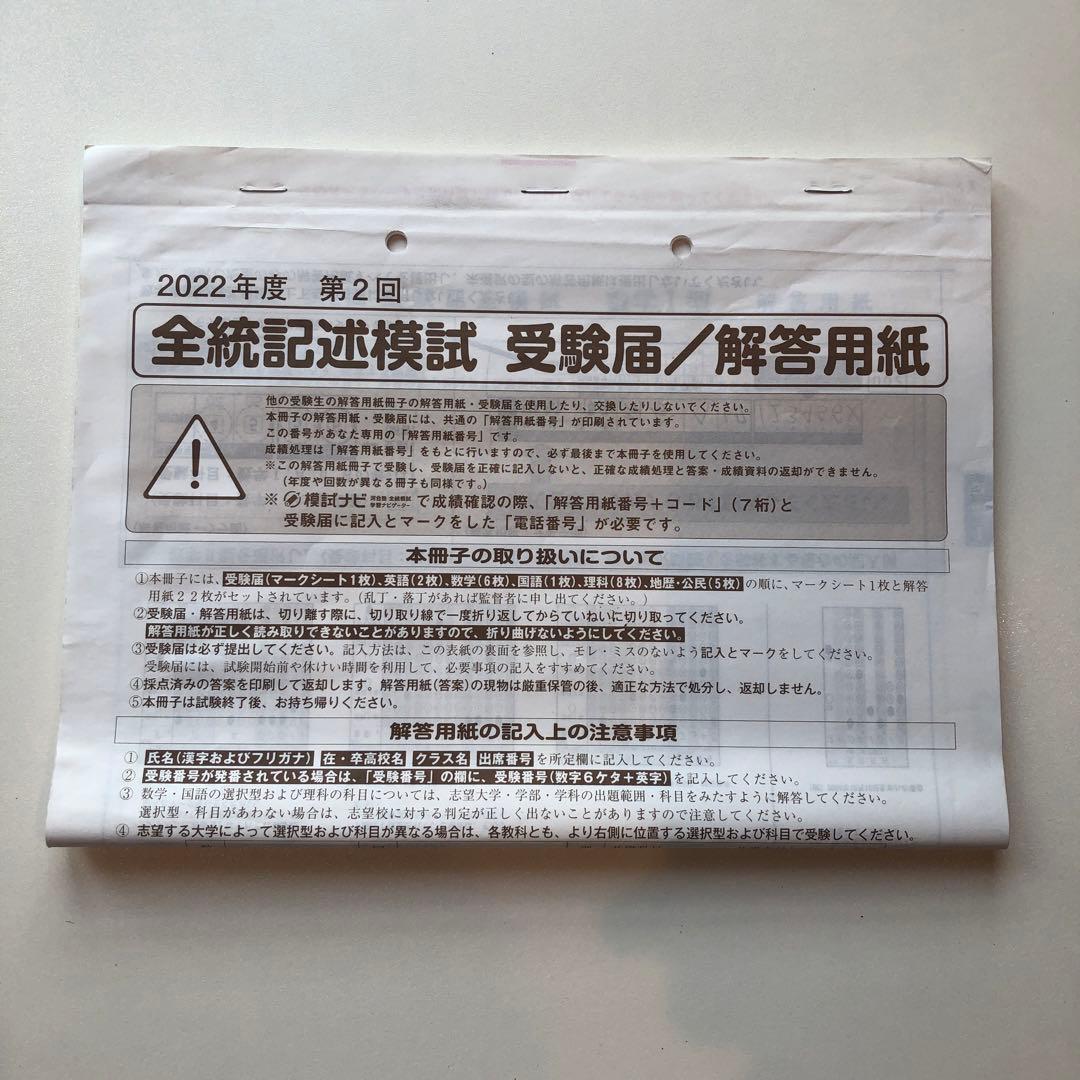 2022年度 第2回
全統記述模試 受験届/解答用紙
他の受験生の解答用紙冊子の解答用紙・受験届を使用したり、交換したりしないでください。
本冊子の解答用紙・受験届には、共通の「解答用紙番号」が印刷されています。
この番号があなた専用の「解答用紙番号」です。
成績処理は「解答用紙番号」をもとに行いますので、必ず最後まで本冊子を使用してください。
※この解答用紙冊子で受験し、受験届を正確に記入しないと、正確な成績処理と答案・成績資料の返却ができません。
(年度や回数が異なる冊子も同様です。)
※ 模試ナビ 河合塾 全統模試 学習ナビゲーター で成績確認の際、「解答用紙番号+コード」(7桁)と
受験届に記入とマークをした「電話番号」が必要です。
本冊子の取り扱いについて
①本冊子には、受験届(マークシート1枚)、英語(2枚)、数学(6枚)、国語(1枚)、理科(8枚)、地歴・公民(5枚)の順に、マークシート1枚と解答
用紙22枚がセットされています。(乱丁・落丁があれば監督者に申し出てください。)
②受験届・解答用紙は、切り離す際に、切り取り線で一度折り返してからていねいに切り取ってください。
解答用紙が正しく読み取りできないことがありますので、折り曲げないようにしてください。
③受験届は必ず提出してください。記入方法は、この表紙の裏面を参照し、モレ・ミスのないよう記入とマークをしてください。
受験届には、試験開始前や休けい時間を利用して、必要事項の記入をすすめてください。
④採点済みの答案を印刷して返却します。解答用紙(答案)の現物は厳重保管の後、適正な方法で処分し、返却しません。
⑤本冊子は試験終了後、お持ち帰りください。
解答用紙の記入上の注意事項
① 氏名(漢字およびフリガナ) 在・卒高校名 クラス名 出席番号 を所定欄に記入してください。
② 受験番号が発番されている場合は、「受験番号」の欄に、受験番号(数字6ケタ+英字)を記入してください。
③ 数学・国語の選択型および理科の科目については、志望大学・学部・学科の出題範囲・科目をみたすように解答してください。
選択型・科目があわない場合は、志望校に対する判定が正しく出ないことがありますので注意してください。
④ 志望する大学によって選択型および科目が異なる場合は、各教科とも、より右側に位置する選択型および科目で受験してください。